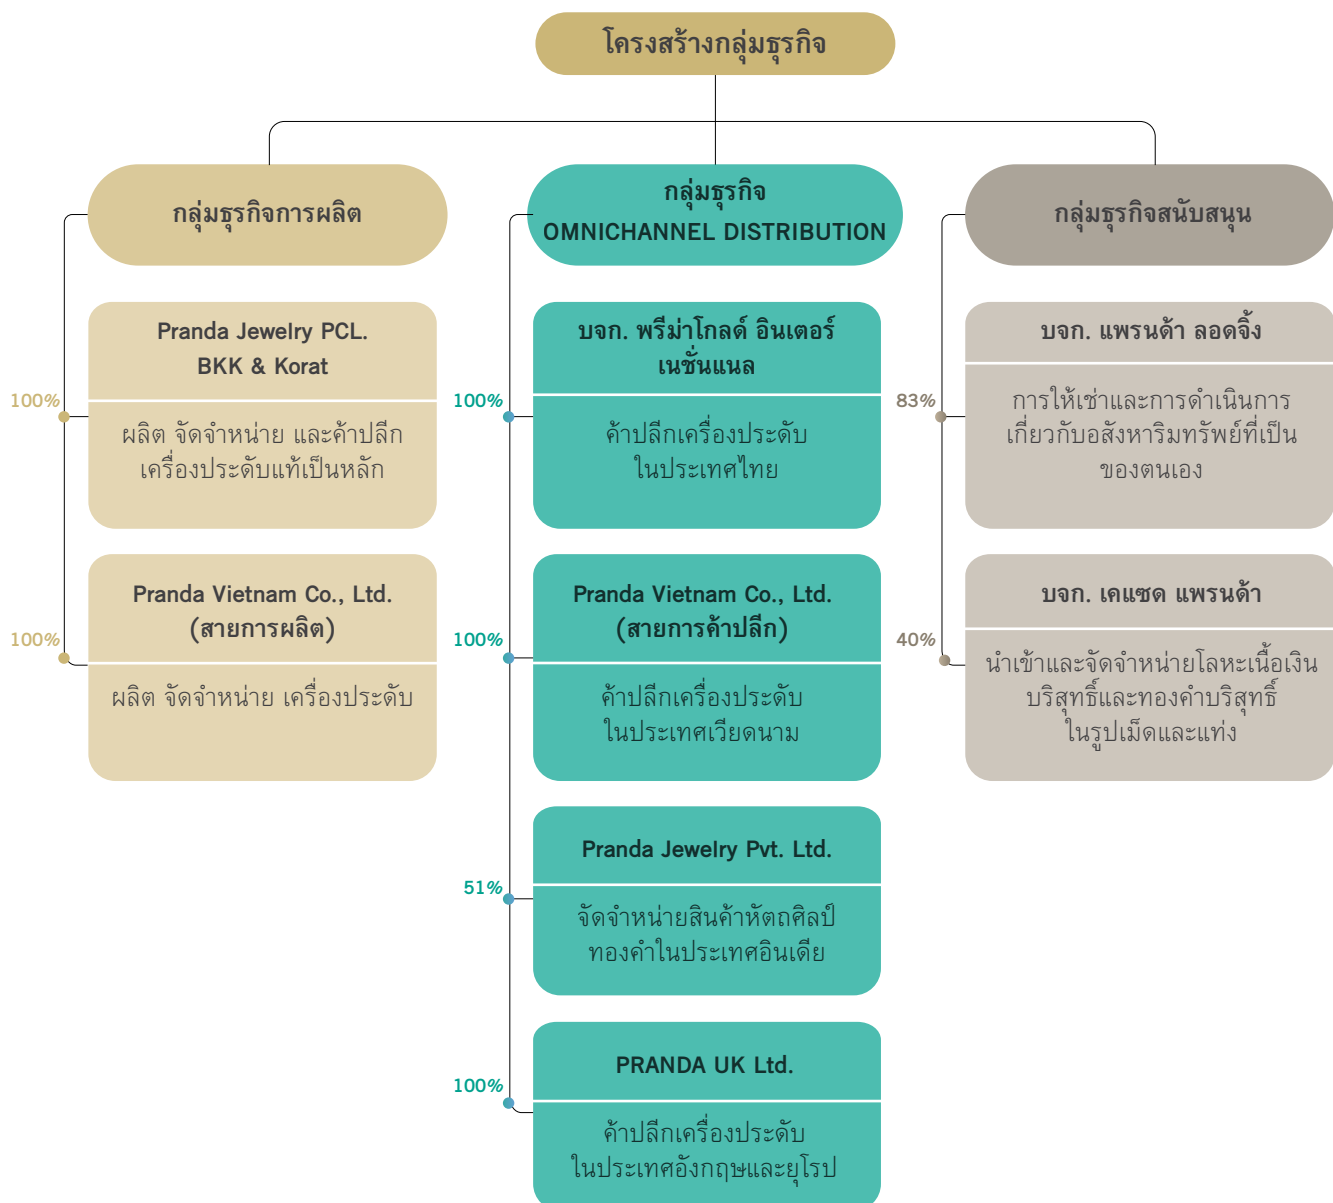 โครงสร้างกลุ่มธุรกิจ
กลุ่มธุรกิจการผลิต
Pranda Jewelry PCL.
BKK & Korat
100%
ผลิต จัดจำหน่าย และค้าปลีก
เครื่องประดับแท้เป็นหลัก
Pranda Vietnam Co., Ltd.
(สายการผลิต)
100%
ผลิต จัดจำหน่าย เครื่องประดับ
กลุ่มธุรกิจ
OMNICHANNEL DISTRIBUTION
บจก. พรีม่าโกลด์ อินเตอร์
เนชั่นแนล
100%
ค้าปลีกเครื่องประดับ
ในประเทศไทย
Pranda Vietnam Co., Ltd.
(สายการค้าปลีก)
100%
ค้าปลีกเครื่องประดับ
ในประเทศเวียดนาม
Pranda Jewelry Pvt. Ltd.
51%
จัดจำหน่ายสินค้าหัตถศิลป์
ทองคำในประเทศอินเดีย
PRANDA UK Ltd.
100%
ค้าปลีกเครื่องประดับ
ในประเทศอังกฤษและยุโรป
กลุ่มธุรกิจสนับสนุน
บจก. แพรนด้า ลอดจิ้ง
83%
การให้เช่าและการดำเนินการ
เกี่ยวกับอสังหาริมทรัพย์ที่เป็น
ของตนเอง
บจก. เคแซด แพรนด้า
40%
นำเข้าและจัดจำหน่ายโลหะเนื้อเงิน
บริสุทธิ์และทองคำบริสุทธิ์
ในรูปเม็ดและแท่ง